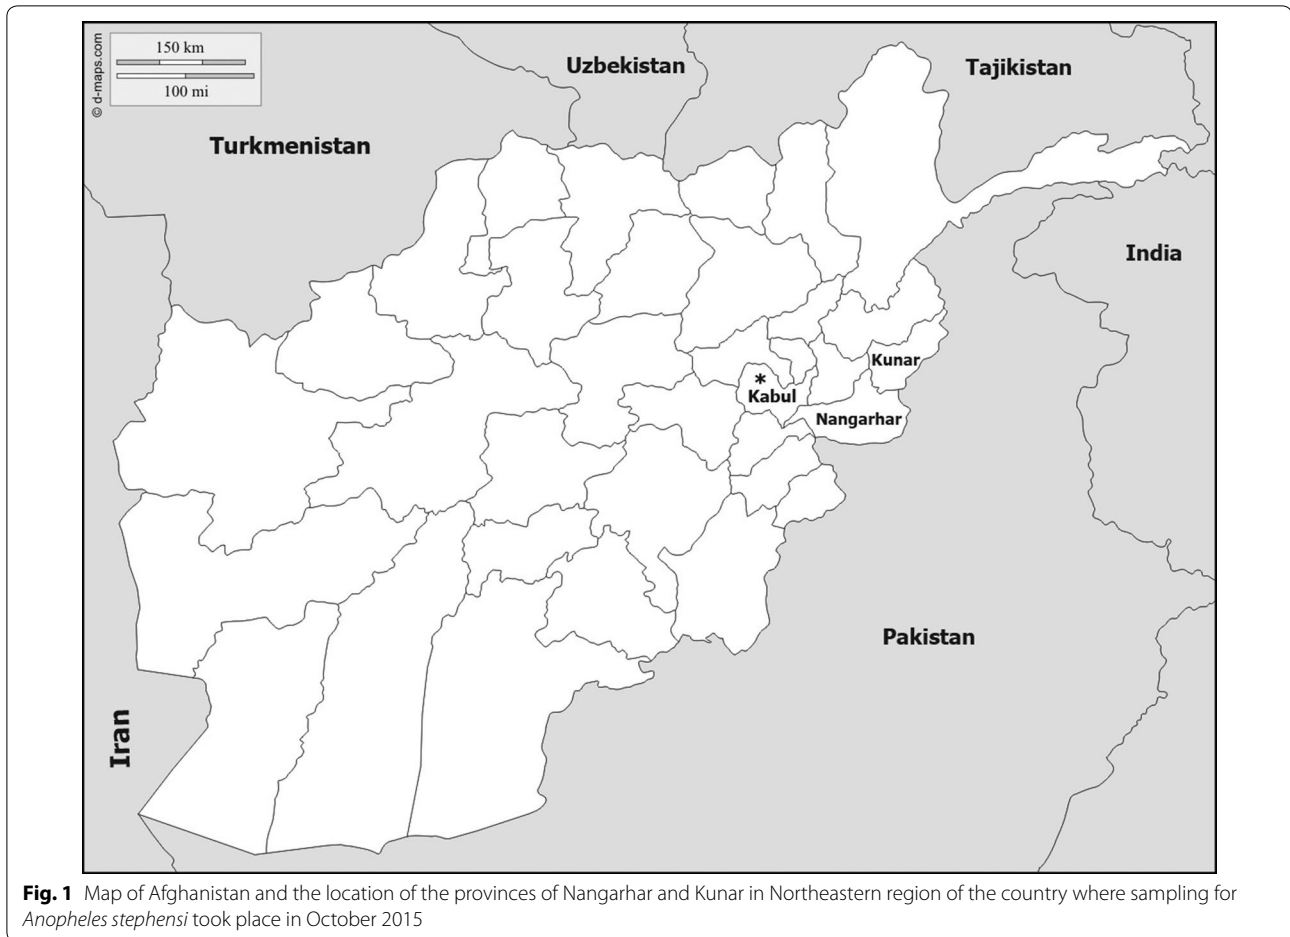 150 km
100 mi
© d-maps.com
Uzbekistan
Tajikistan
Turkmenistan
India
Kunar
*
Kabul
Nangarhar
Pakistan
Iran
Fig. 1 Map of Afghanistan and the location of the provinces of Nangarhar and Kunar in Northeastern region of the country where sampling for
Anopheles stephensi took place in October 2015